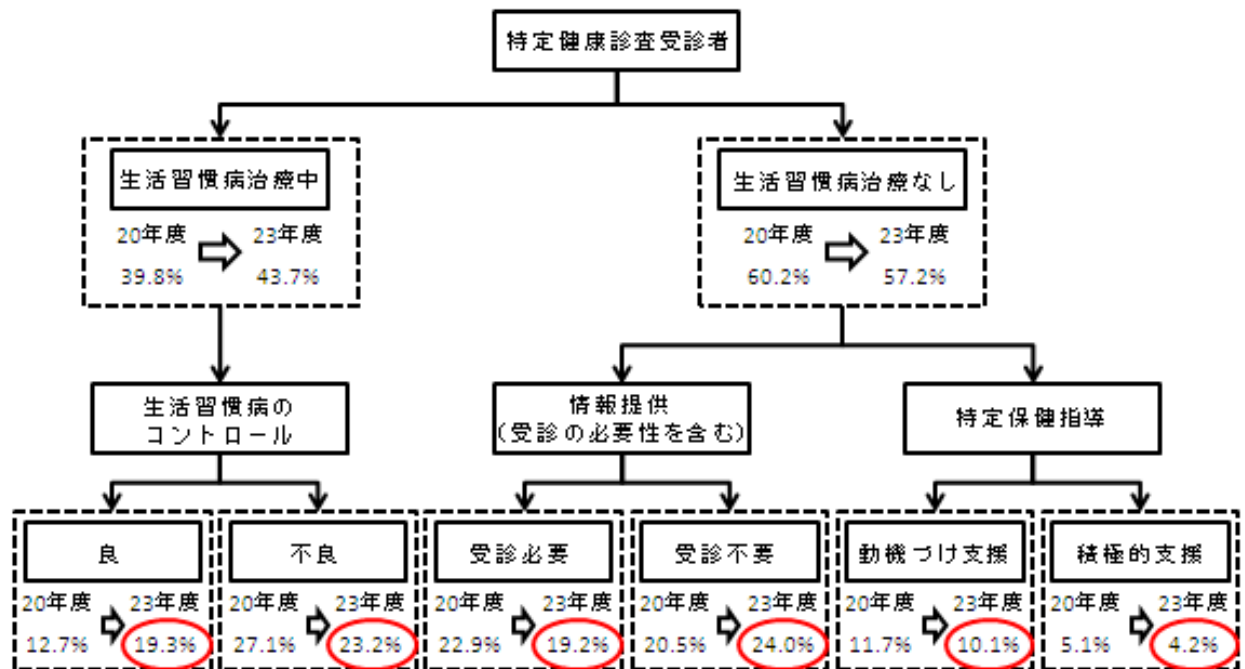 特定健康診査受診者
生活習慣病治療中
20年度 23年度
39.8% 43.7%
生活習慣病治療なし
20年度 23年度
60.2% 57.2%
生活習慣病の
コントロール
情報提供
(受診の必要性を含む)
特定保健指導
良
20年度 23年度
12.7% 19.3%
不良
20年度 23年度
27.1% 23.2%
受診必要
20年度 23年度
22.9% 19.2%
受診不要
20年度 23年度
20.5% 24.0%
動機づけ支援
20年度 23年度
11.7% 10.1%
積極的支援
20年度 23年度
5.1% 4.2%